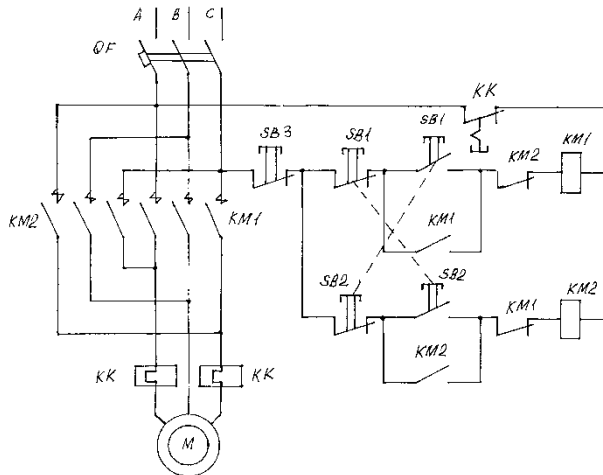 A B C
QF
KK
SB3 SB1 SB1
KM2 KM1
KM2 KM1
KM1
SB2 SB2
KM1 KM2
KM2
KK KK
M